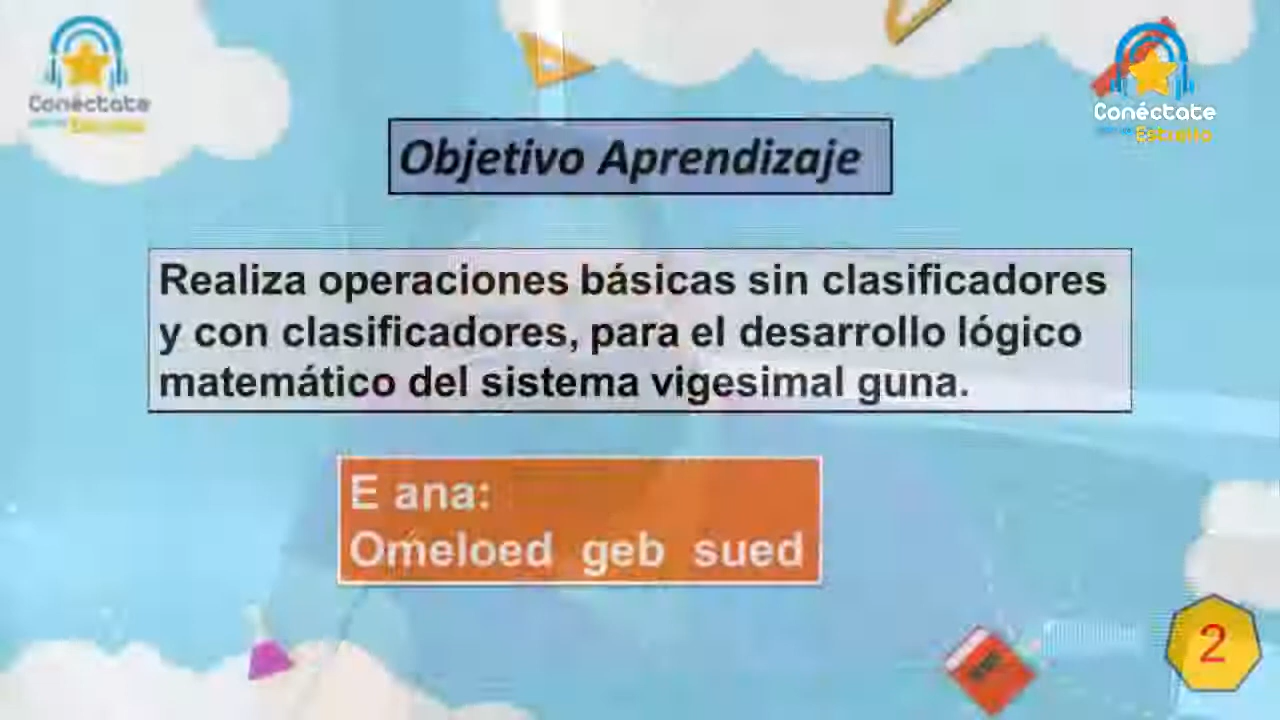 Conéctate
Estrella
Conéctate
Estrella
Objetivo Aprendizaje
Realiza operaciones básicas sin clasificadores
y con clasificadores, para el desarrollo lógico
matemático del sistema vigesimal guna.
E ana:
Omeloed geb sued
2